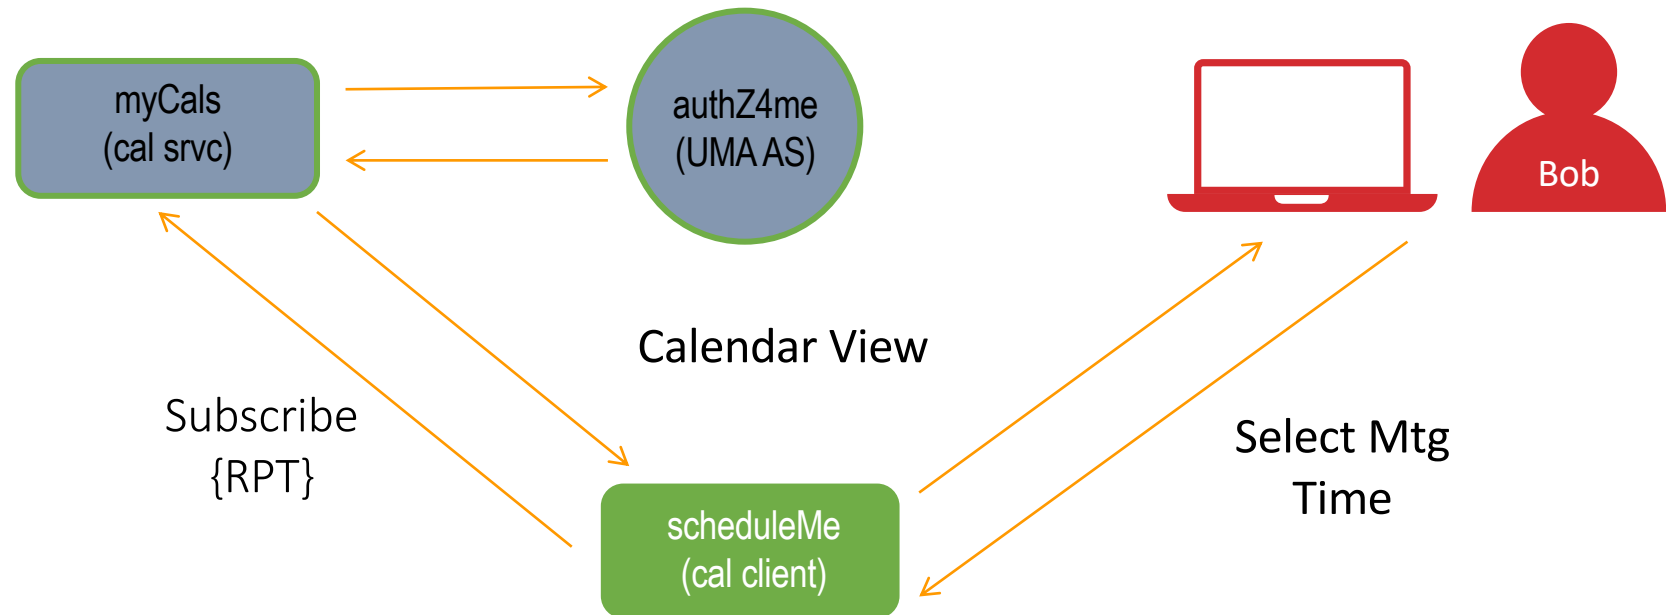 myCals
(cal srvc)
authZ4me
(UMA AS)
Bob
Calendar View
Subscribe
{RPT}
Select Mtg
Time
scheduleMe
(cal client)